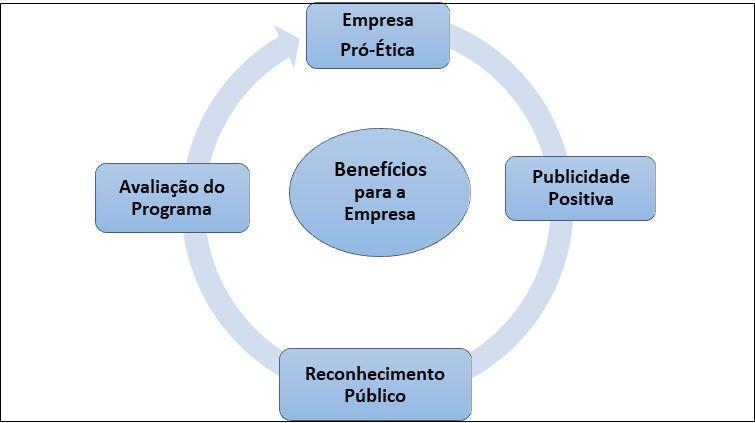 Empresa
Pró-Ética
Publicidade
Positiva
Reconhecimento
Público
Avaliação do
Programa
Benefícios
para a
Empresa